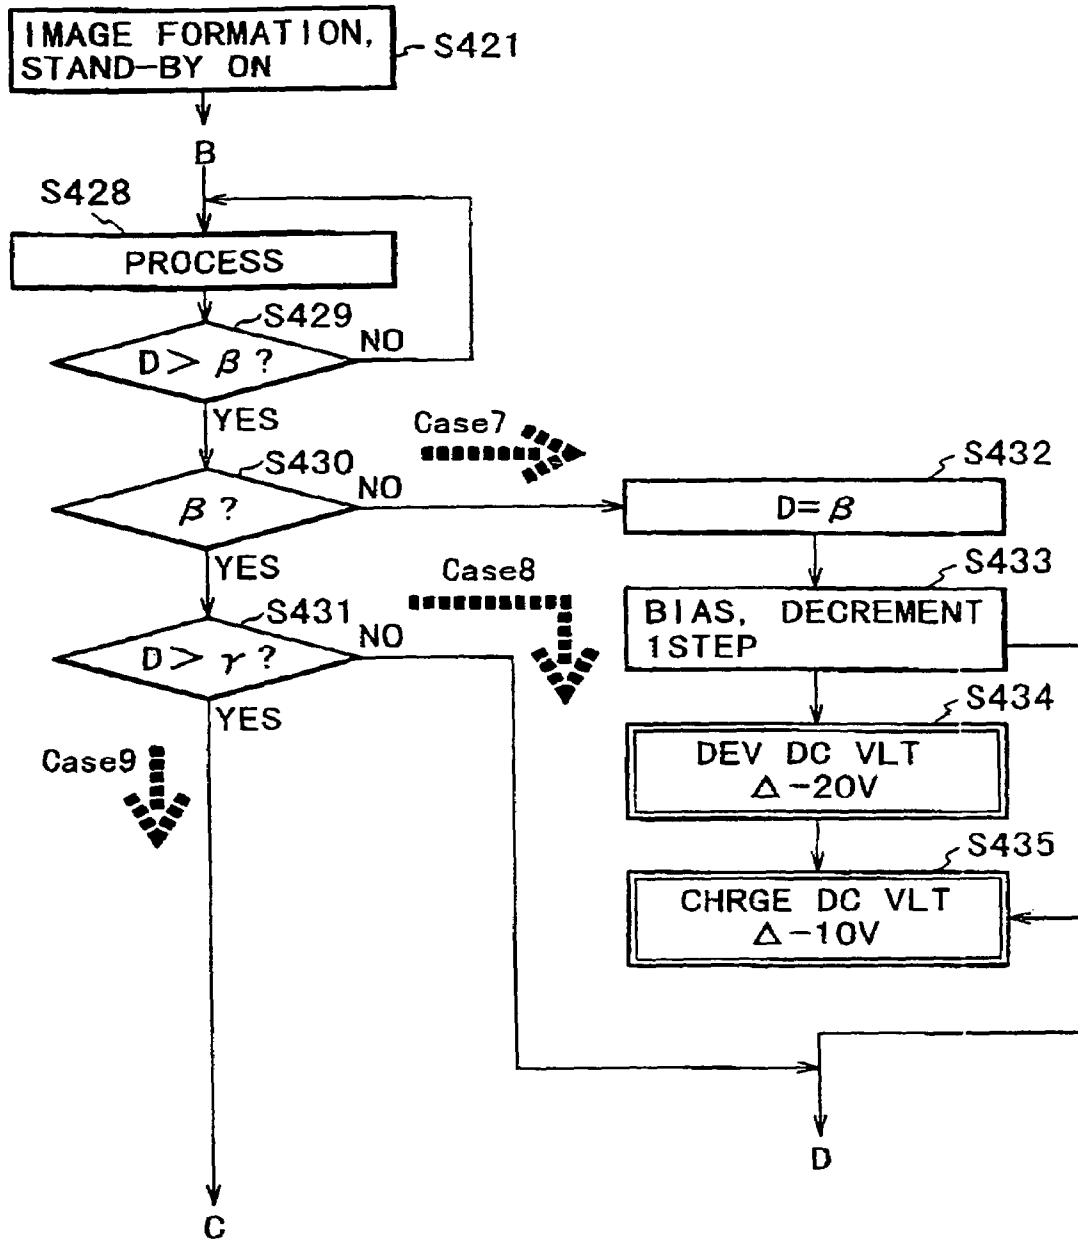 IMAGE FORMATION,
STAND-BY ON
S421
B
S428
PROCESS
S429
D> β?
NO
YES
Case7
S430
β?
NO
YES
S432
D=β
Case8
S431
D> γ?
NO
YES
S433
BIAS, DECREMENT
1STEP
S434
DEV DC VLT
Δ-20V
Case9
S435
CHRGE DC VLT
Δ-10V
D
C